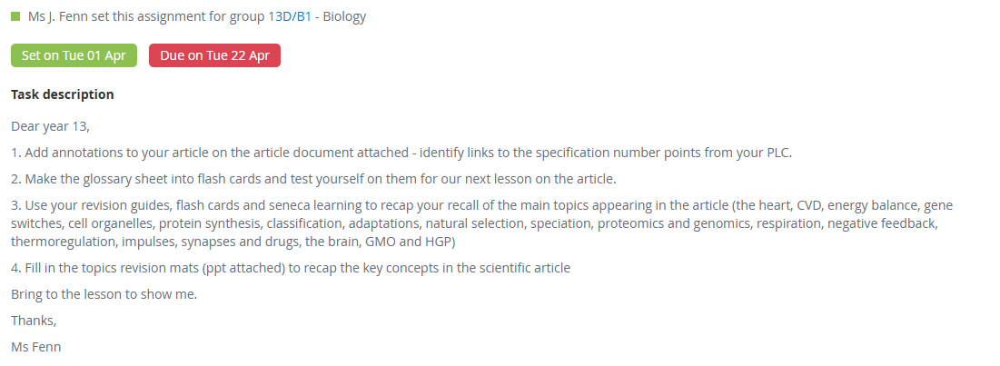 Ms J. Fenn set this assignment for group 13D/B1 - Biology
Set on Tue 01 Apr
Due on Tue 22 Apr
Task description
Dear year 13,
1. Add annotations to your article on the article document attached - identify links to the specification number points from your PLC.
2. Make the glossary sheet into flash cards and test yourself on them for our next lesson on the article.
3. Use your revision guides, flash cards and seneca learning to recap your recall of the main topics appearing in the article (the heart, CVD, energy balance, gene
switches, cell organelles, protein synthesis, classification, adaptations, natural selection, speciation, proteomics and genomics, respiration, negative feedback,
thermoregulation, impulses, synapses and drugs, the brain, GMO and HGP)
4. Fill in the topics revision mats (ppt attached) to recap the key concepts in the scientific article
Bring to the lesson to show me.
Thanks,
Ms Fenn